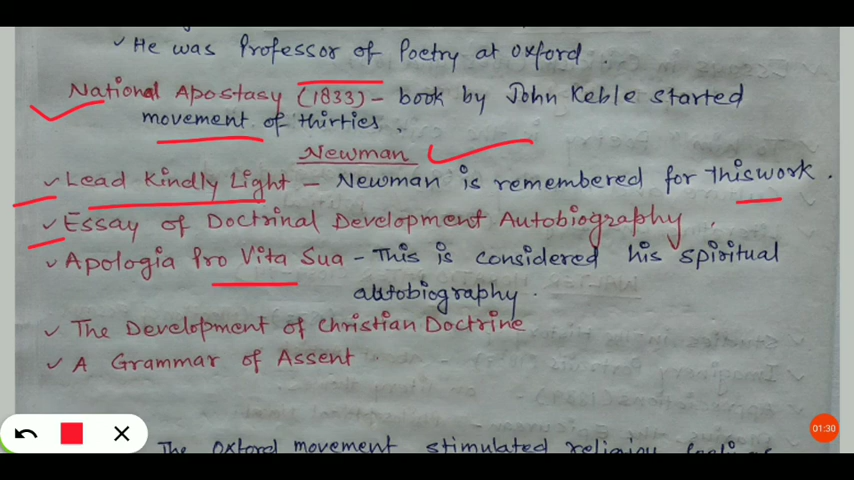 ✓ He was Professor of Poetry at Oxford.
National Apostasy (1833) - book by John Keble started
movement of thirties.
Newman
✓ Lead Kindly Light - Newman is remembered for this work.
✓ Essay of Doctrinal Development Autobiography.
✓ Apologia Pro Vita Sua - This is considered his spiritual
autobiography.
✓ The Development of Christian Doctrine
✓ A Grammar of Assent
The Oxford movement stimulated religious
01:30